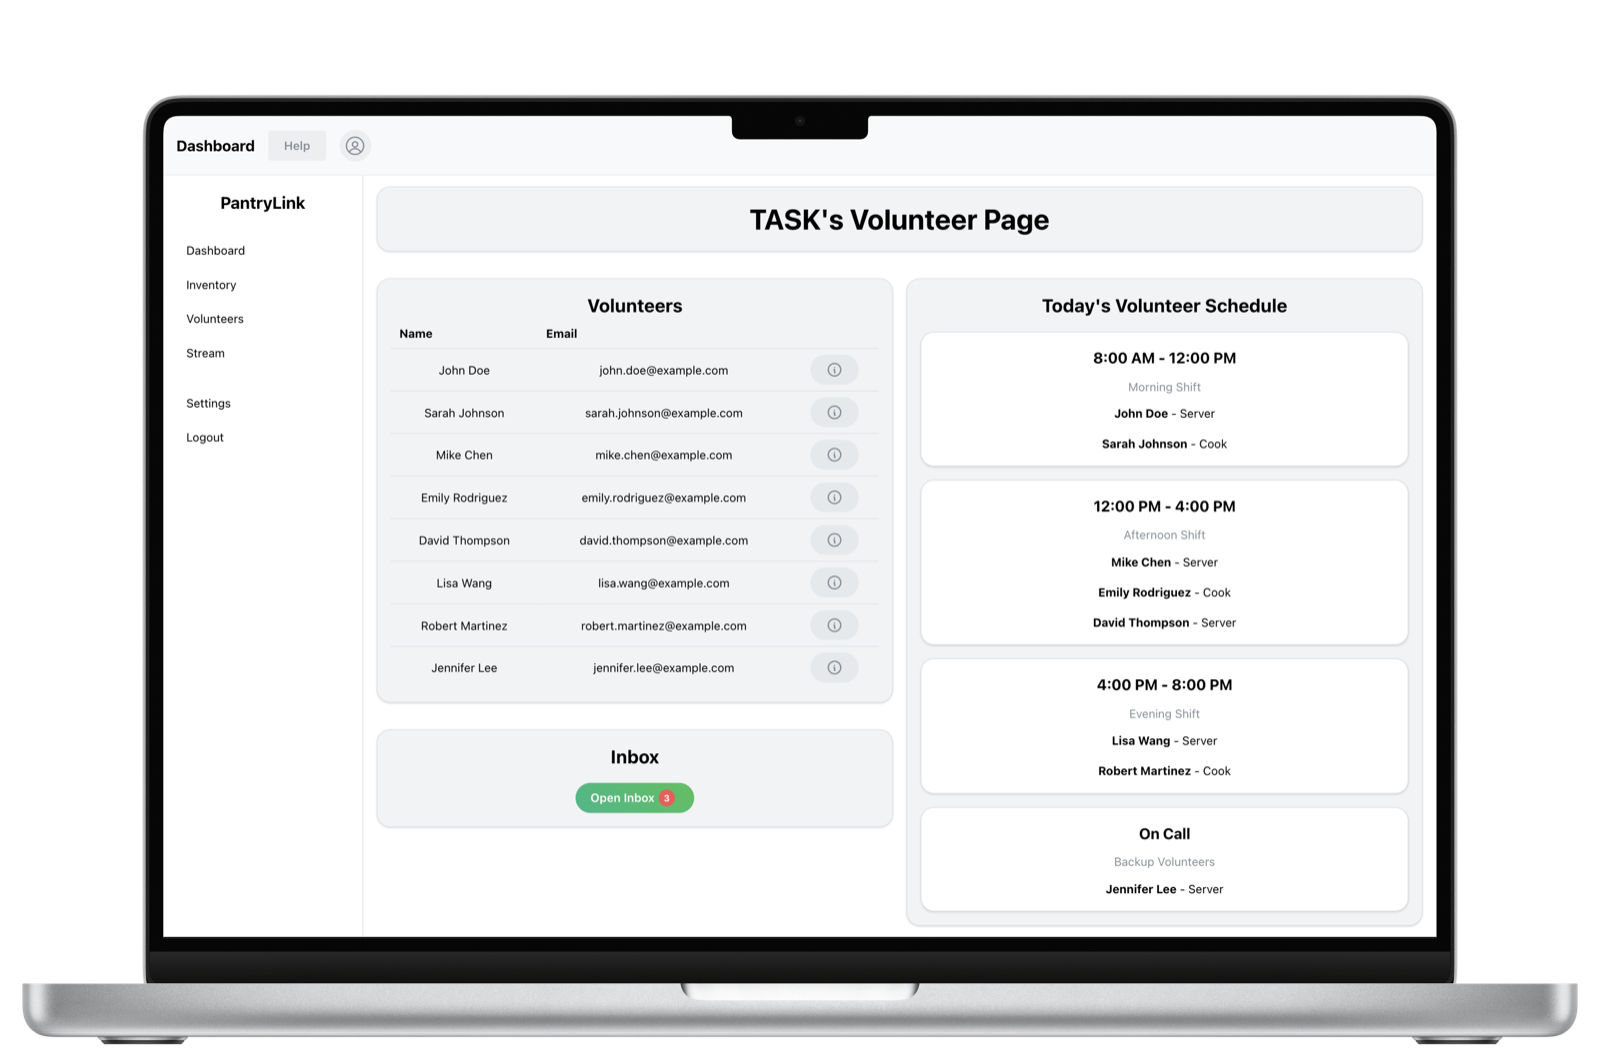 Dashboard Help
PantryLink
Dashboard
Inventory
Volunteers
Stream
Settings
Logout
TASK's Volunteer Page
Volunteers
Name Email
John Doe john.doe@example.com
Sarah Johnson sarah.johnson@example.com
Mike Chen mike.chen@example.com
Emily Rodriguez emily.rodriguez@example.com
David Thompson david.thompson@example.com
Lisa Wang lisa.wang@example.com
Robert Martinez robert.martinez@example.com
Jennifer Lee jennifer.lee@example.com
Inbox
Open Inbox 3
Today's Volunteer Schedule
8:00 AM - 12:00 PM
Morning Shift
John Doe - Server
Sarah Johnson - Cook
12:00 PM - 4:00 PM
Afternoon Shift
Mike Chen - Server
Emily Rodriguez - Cook
David Thompson - Server
4:00 PM - 8:00 PM
Evening Shift
Lisa Wang - Server
Robert Martinez - Cook
On Call
Backup Volunteers
Jennifer Lee - Server